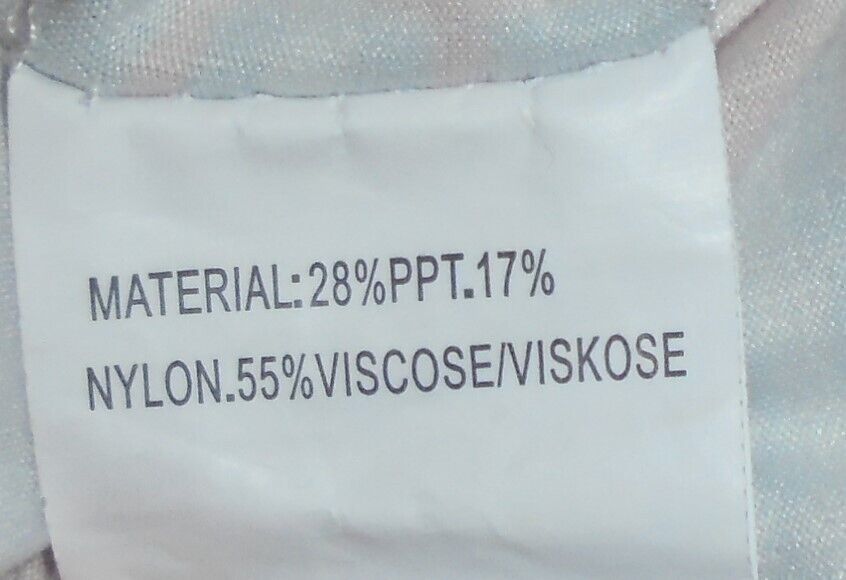 MATERIAL:28%PPT.17%
NYLON.55%VISCOSE/VISKOSE